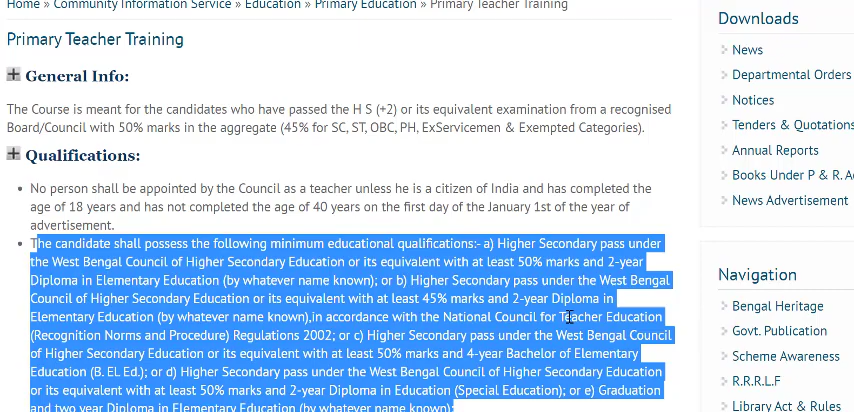 Home » Community Information Service » Education » Primary Education » Primary Teacher Training
Primary Teacher Training
General Info:
The Course is meant for the candidates who have passed the H S (+2) or its equivalent examination from a recognised
Board/Council with 50% marks in the aggregate (45% for SC, ST, OBC, PH, ExServicemen & Exempted Categories).
Qualifications:
• No person shall be appointed by the Council as a teacher unless he is a citizen of India and has completed the
age of 18 years and has not completed the age of 40 years on the first day of the January 1st of the year of
advertisement.
• The candidate shall possess the following minimum educational qualifications:- a) Higher Secondary pass under
the West Bengal Council of Higher Secondary Education or its equivalent with at least 50% marks and 2-year
Diploma in Elementary Education (by whatever name known); or b) Higher Secondary pass under the West Bengal
Council of Higher Secondary Education or its equivalent with at least 45% marks and 2-year Diploma in
Elementary Education (by whatever name known),in accordance with the National Council for Teacher Education
(Recognition Norms and Procedure) Regulations 2002; or c) Higher Secondary pass under the West Bengal Council
of Higher Secondary Education or its equivalent with at least 50% marks and 4-year Bachelor of Elementary
Education (B. EL Ed.); or d) Higher Secondary pass under the West Bengal Council of Higher Secondary Education
or its equivalent with at least 50% marks and 2-year Diploma in Education (Special Education); or e) Graduation
and two year Diploma in Elementary Education (by whatever name known);
Downloads
News
Departmental Orders
Notices
Tenders & Quotations
Annual Reports
Books Under P & R. A
News Advertisement
Navigation
Bengal Heritage
Govt. Publication
Scheme Awareness
R.R.R.L.F
Library Act & Rules